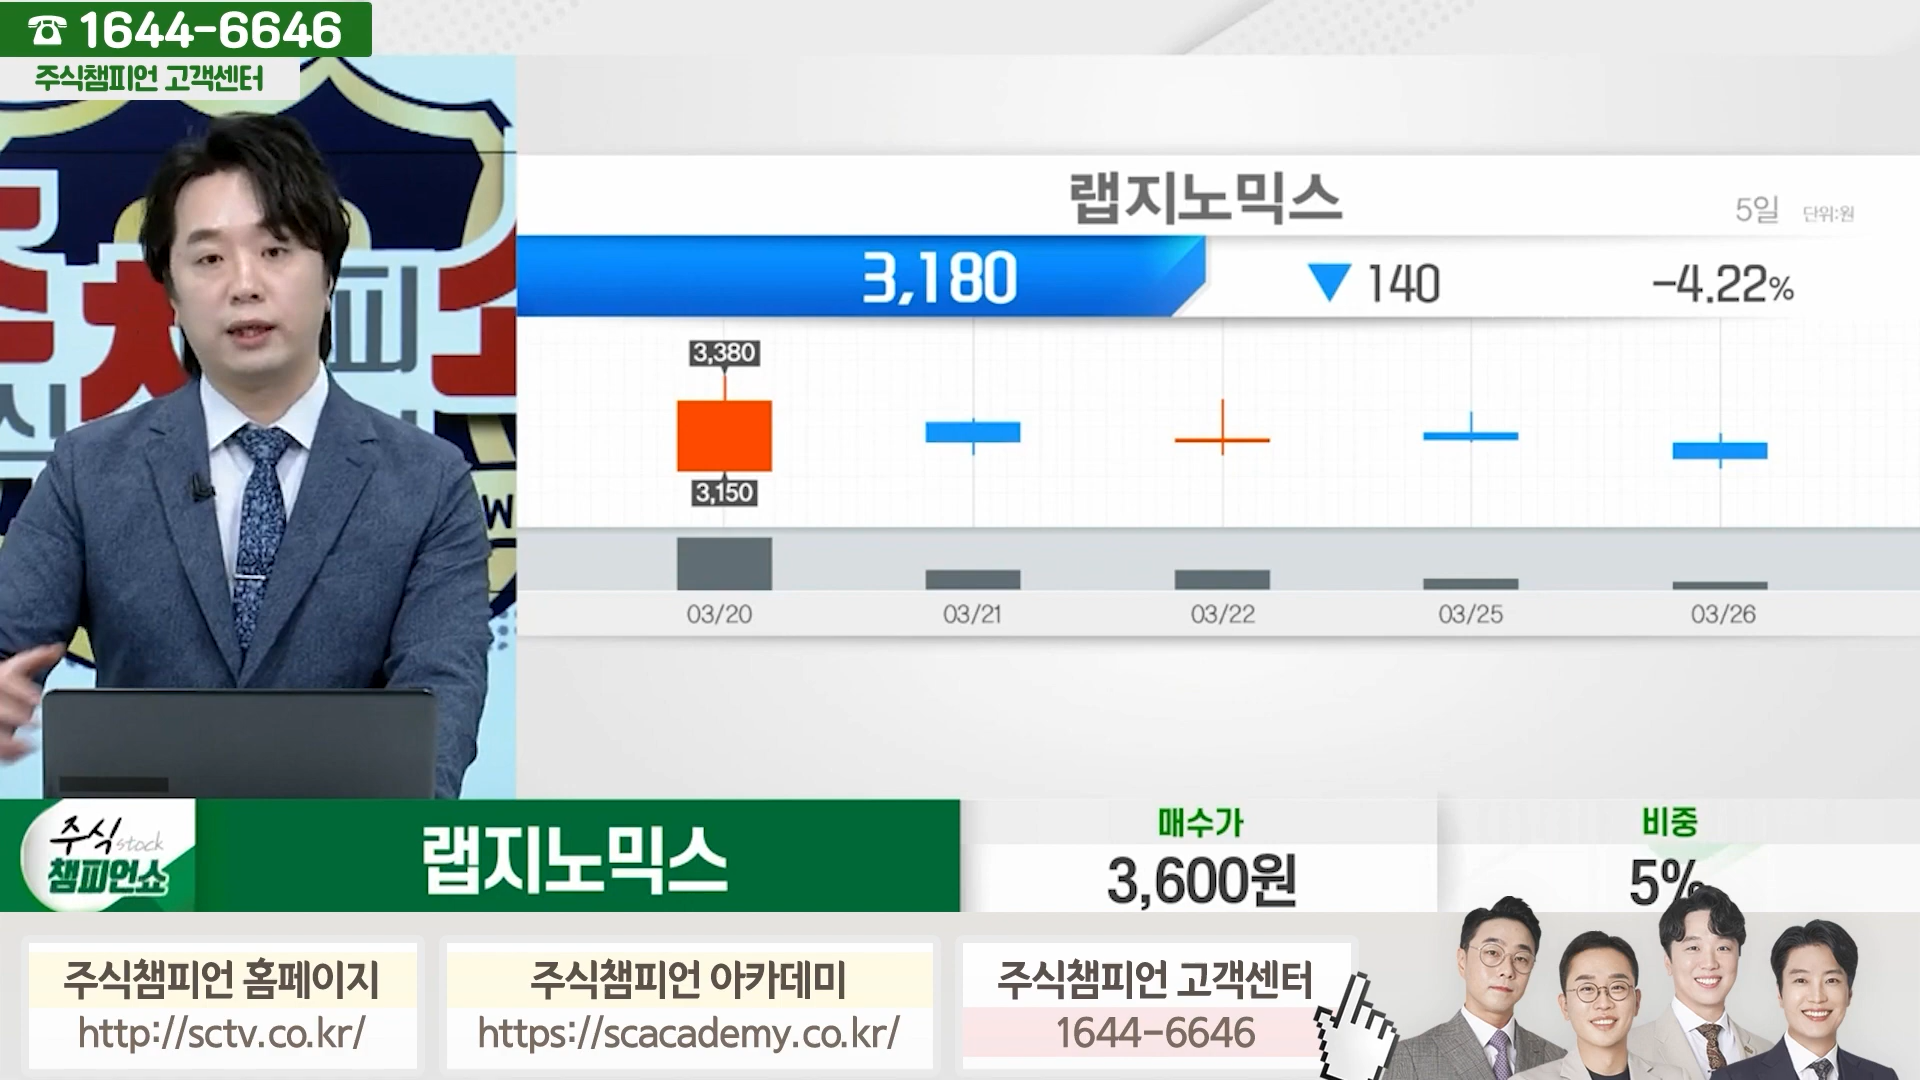 ☎ 1644-6646
주식챔피언 고객센터
피
W
랩지노믹스
5일 단위:원
3,180 ▼ 140 -4.22%
3,380
3,150
03/20 03/21 03/22 03/25 03/26
주식 stock
챔피언쇼
랩지노믹스
매수가
3,600원
비중
5%
주식챔피언 홈페이지
http://sctv.co.kr/
주식챔피언 아카데미
https://scacademy.co.kr/
주식챔피언 고객센터
1644-6646